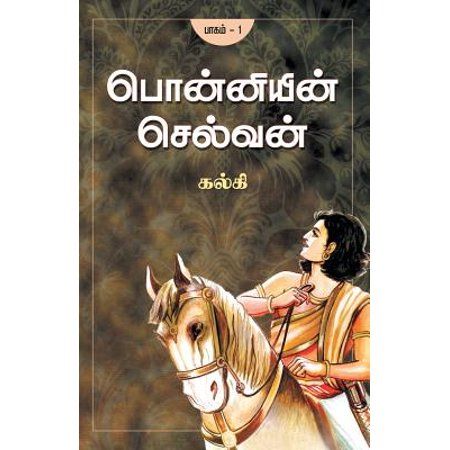 பாகம் - 1
பொன்னியின்
செல்வன்
கல்கி